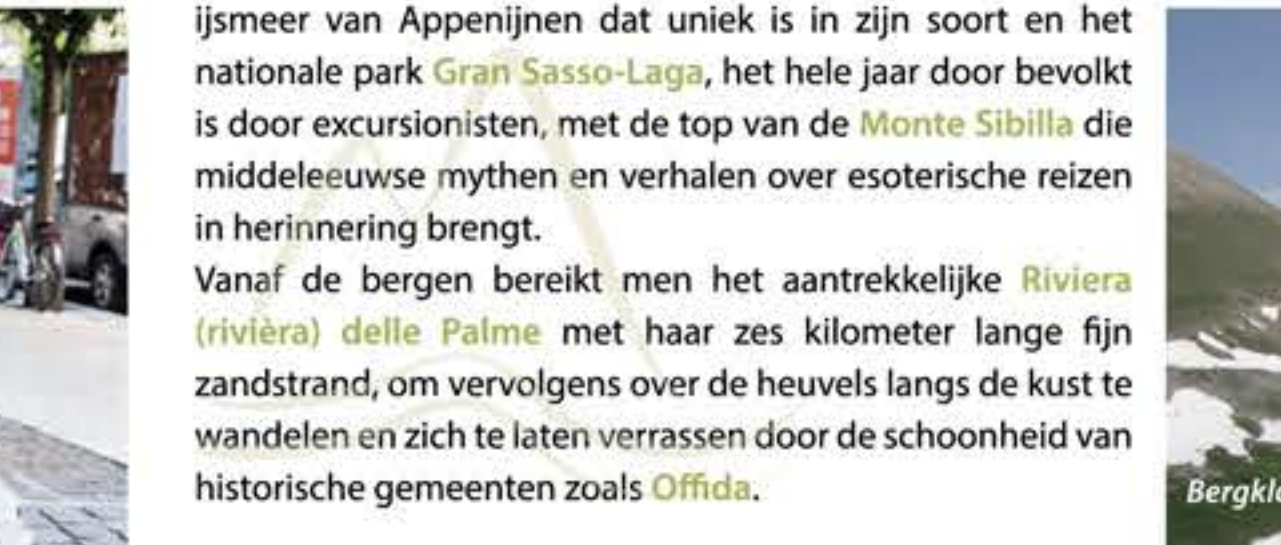 ijsmeer van Appenijnen dat uniek is in zijn soort en het
nationale park Gran Sasso-Laga, het hele jaar door bevolkt
is door excursionisten, met de top van de Monte Sibilla die
middeleeuwse mythen en verhalen over esoterische reizen
in herinnering brengt.
Vanaf de bergen bereikt men het aantrekkelijke Riviera
(rivièra) delle Palme met haar zes kilometer lange fijn
zandstrand, om vervolgens over de heuvels langs de kust te
wandelen en zich te laten verrassen door de schoonheid van
historische gemeenten zoals Offida.